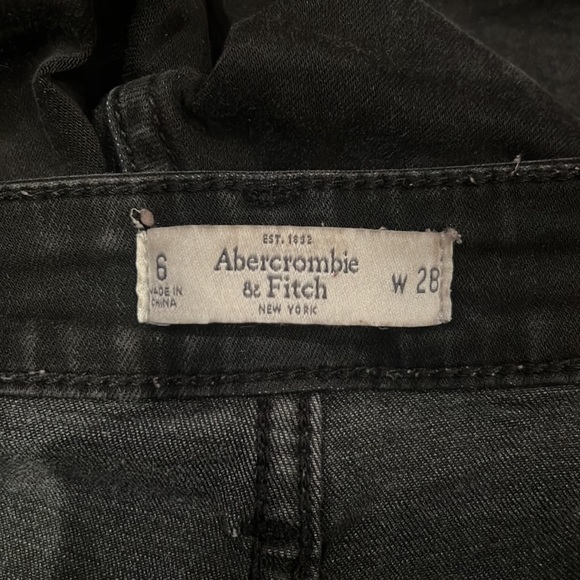 EST. 1892
6 Abercrombie W 28
MADE IN & Fitch
CHINA NEW YORK